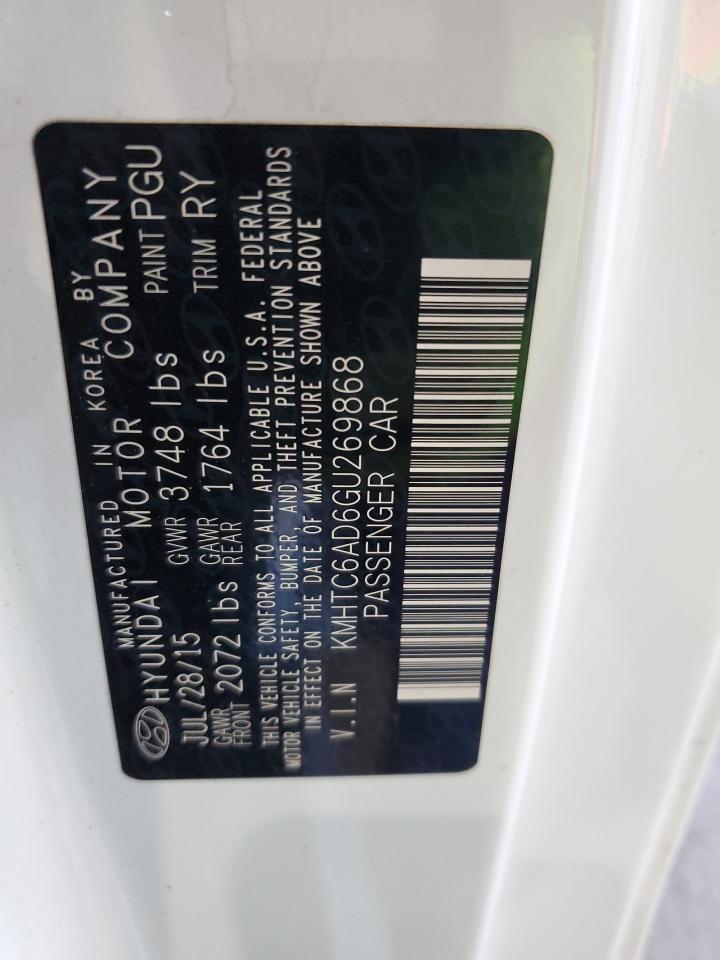 MANUFACTURED IN KOREA BY
HYUNDAI MOTOR COMPANY
JUL/28/15 GVWR 3748 lbs PAINT PGU
GAWR FRONT 2072 lbs GAWR REAR 1764 lbs TRIM RY
THIS VEHICLE CONFORMS TO ALL APPLICABLE U.S.A. FEDERAL
MOTOR VEHICLE SAFETY, BUMPER, AND THEFT PREVENTION STANDARDS
IN EFFECT ON THE DATE OF MANUFACTURE SHOWN ABOVE
V.I.N KMHTC6AD6GU269868
PASSENGER CAR